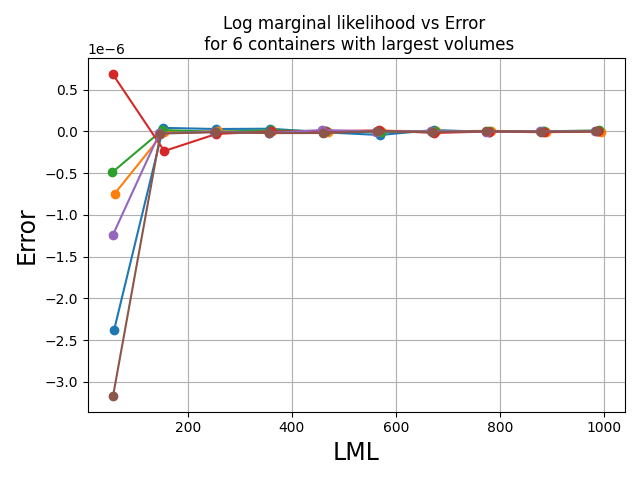 Log marginal likelihood vs Error
for 6 containers with largest volumes
1e−6
0.5
0.0
−0.5
−1.0
−1.5
−2.0
−2.5
−3.0
Error
200
400
600
800
1000
LML